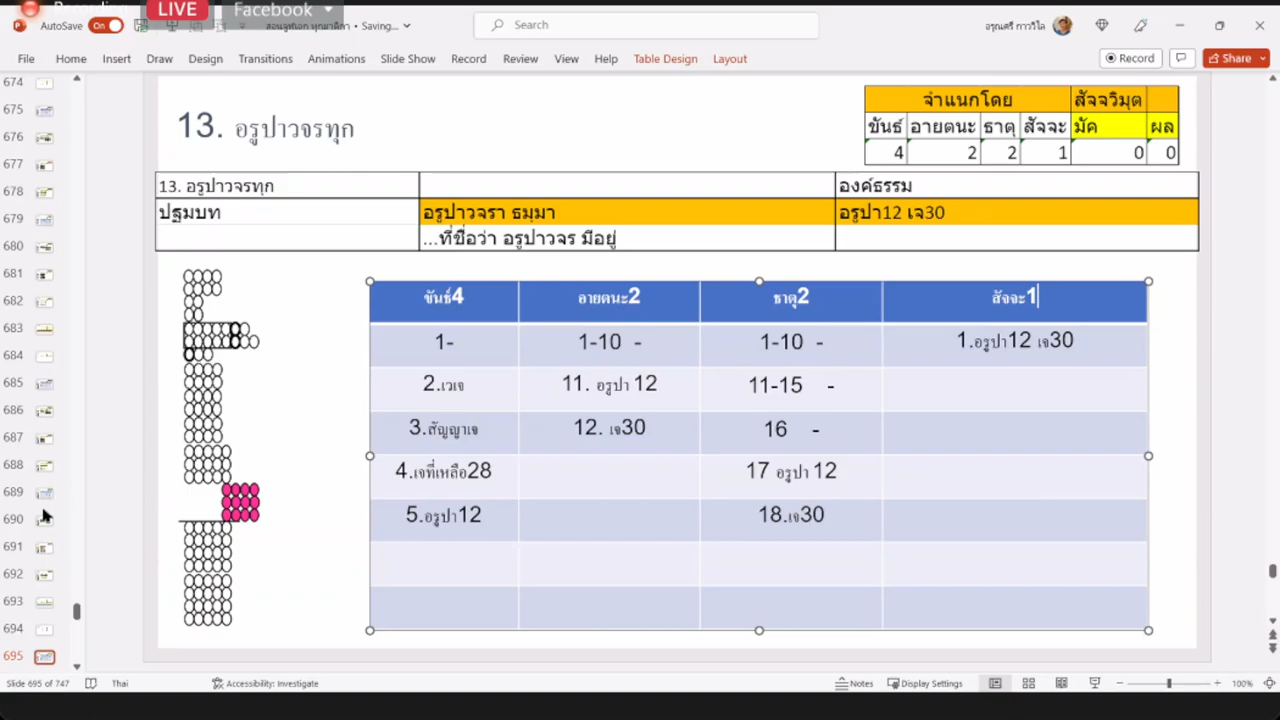 Recording
LIVE
Facebook
AutoSave On
Saving...
Search
อรุณศรี กาววิไล
File Home Insert Draw Design Transitions Animations Slide Show Record Review View Help Table Design Layout
Record
Share
674
675
676
677
678
679
680
681
682
683
684
685
686
687
688
689
690
691
692
693
694
695
13. อรูปาวจรทุก
จำแนกโดย สัจจวิมุต
ขันธ์ อายตนะ ธาตุ สัจจะ มัค ผล
4 2 2 1 0 0
13. อรูปาวจรทุก องค์ธรรม
ปฐมบท อรูปาวจรา ธมฺมา อรูปา12 เจ30
...ที่ชื่อว่า อรูปาวจร มีอยู่
ขันธ์4 อายตนะ2 ธาตุ2 สัจจะ1
1- 1-10 - 1-10 - 1.อรูปา12 เจ30
2.เวเจ 11. อรูปา 12 11-15 -
3.สัญญาเจ 12. เจ30 16 -
4.เจที่เหลือ28 17 อรูปา 12
5.อรูปา12 18.เจ30
Slide 695 of 747 Thai Accessibility: Investigate Notes Display Settings 100%